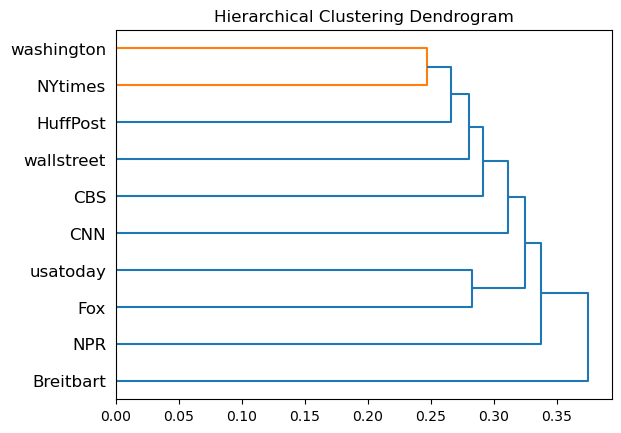 Hierarchical Clustering Dendrogram
washington
NYtimes
HuffPost
wallstreet
CBS
CNN
usatoday
Fox
NPR
Breitbart
0.00 0.05 0.10 0.15 0.20 0.25 0.30 0.35